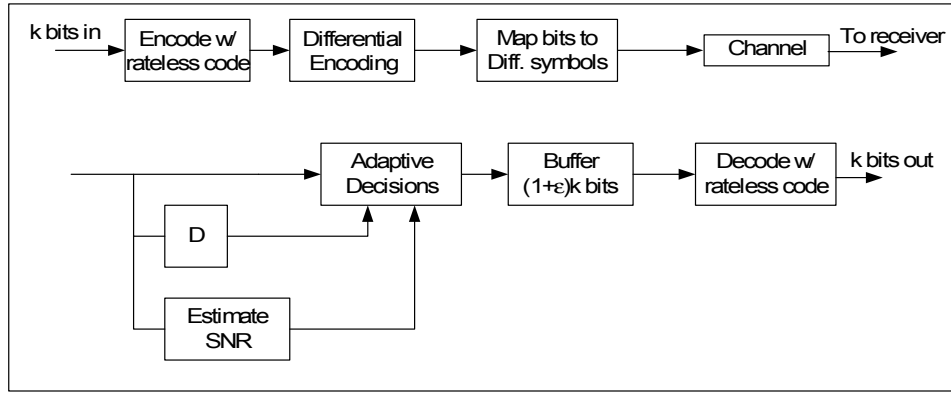 k bits in
Encode w/
rateless code
Differential
Encoding
Map bits to
Diff. symbols
Channel
To receiver
Adaptive
Decisions
Buffer
(1+ε)k bits
Decode w/
rateless code
k bits out
D
Estimate
SNR